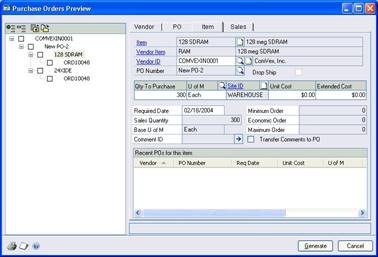 Purchase Orders Preview
COMVEXIN0001
New PO-2
128 SDRAM
ORD10048
24XIDE
ORD10048
Vendor PO Item Sales
Item 128 SDRAM 128 meg SDRAM
Vendor Item RAM 128 meg SDRAM
Vendor ID COMVEXIN0001 ComVex, Inc.
PO Number New PO-2 Drop Ship
Qty To Purchase U of M Site ID Unit Cost Extended Cost
300 Each WAREHOUSE $0.00 $0.00
Required Date 02/18/2004 Minimum Order
Sales Quantity 300 Economic Order
Base U of M Each Maximum Order
Comment ID Transfer Comments to PO
Recent POs for this item
Vendor PO Number Req Date Unit Cost U of M
Generate Cancel